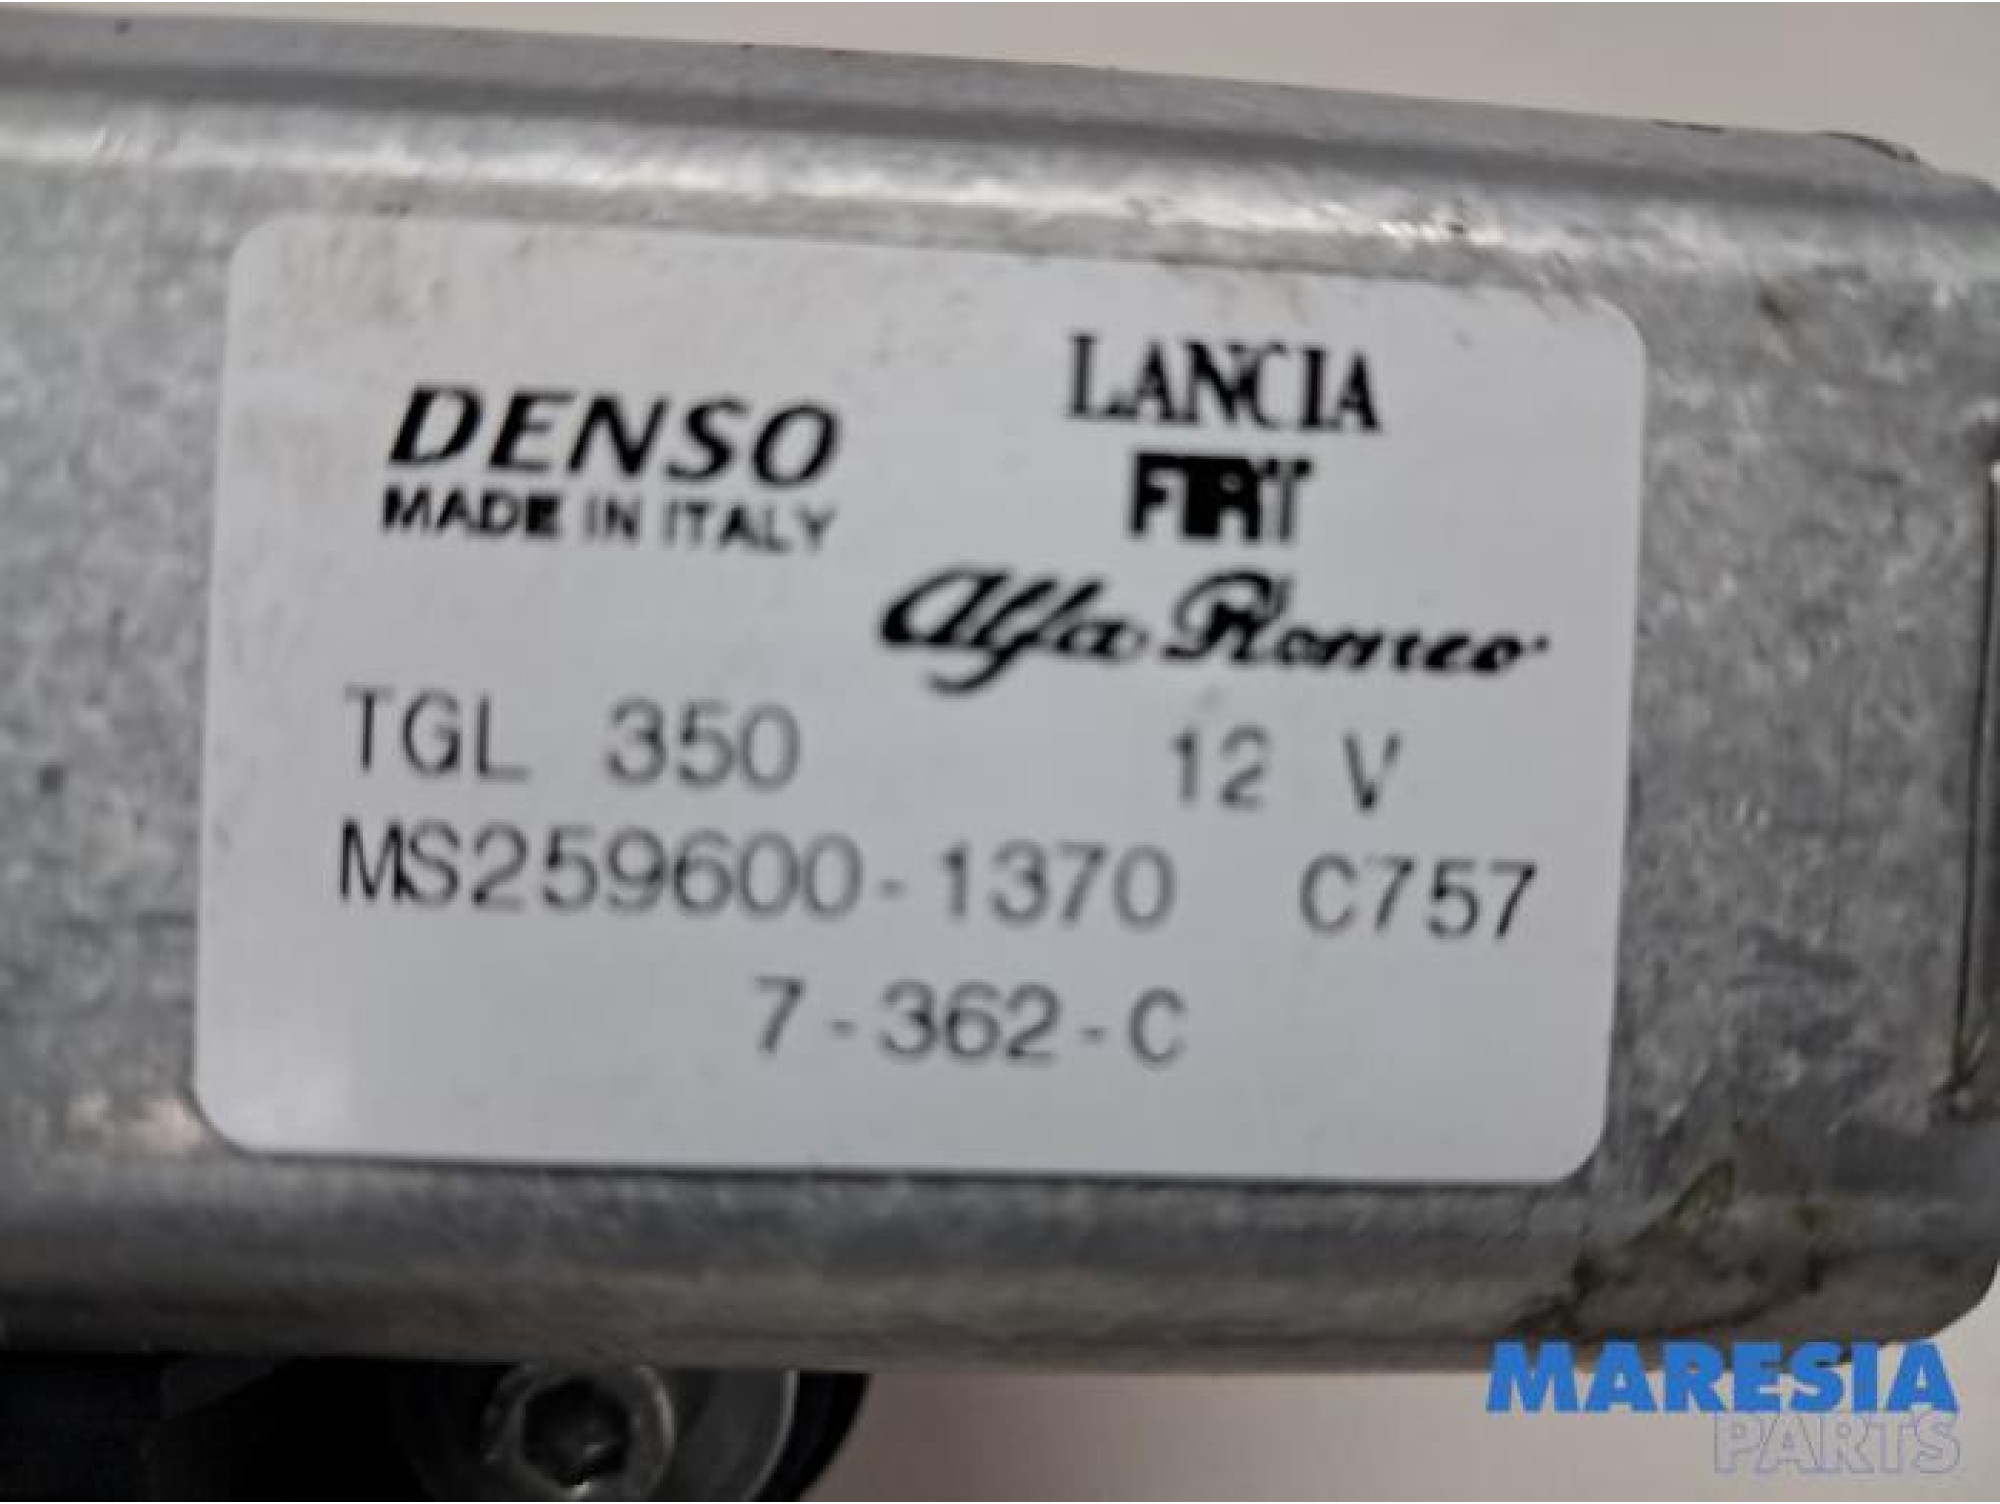 DENSO
MADE IN ITALY
LANCIA
FIAT
Alfa Romeo
TGL 350 12 V
MS259600-1370 C757
7-362-C
MARESIA
PARTS